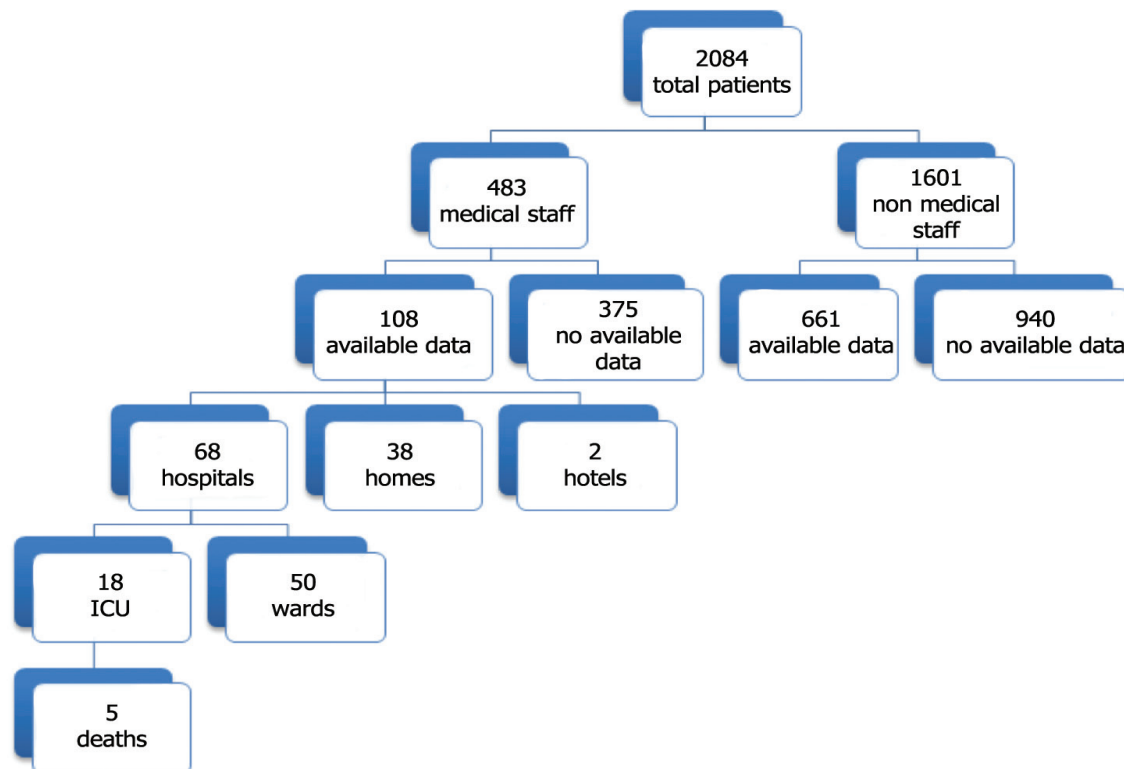 2084
total patients
483
medical staff
1601
non medical
staff
108
available data
375
no available
data
661
available data
940
no available data
68
hospitals
38
homes
2
hotels
18
ICU
50
wards
5
deaths